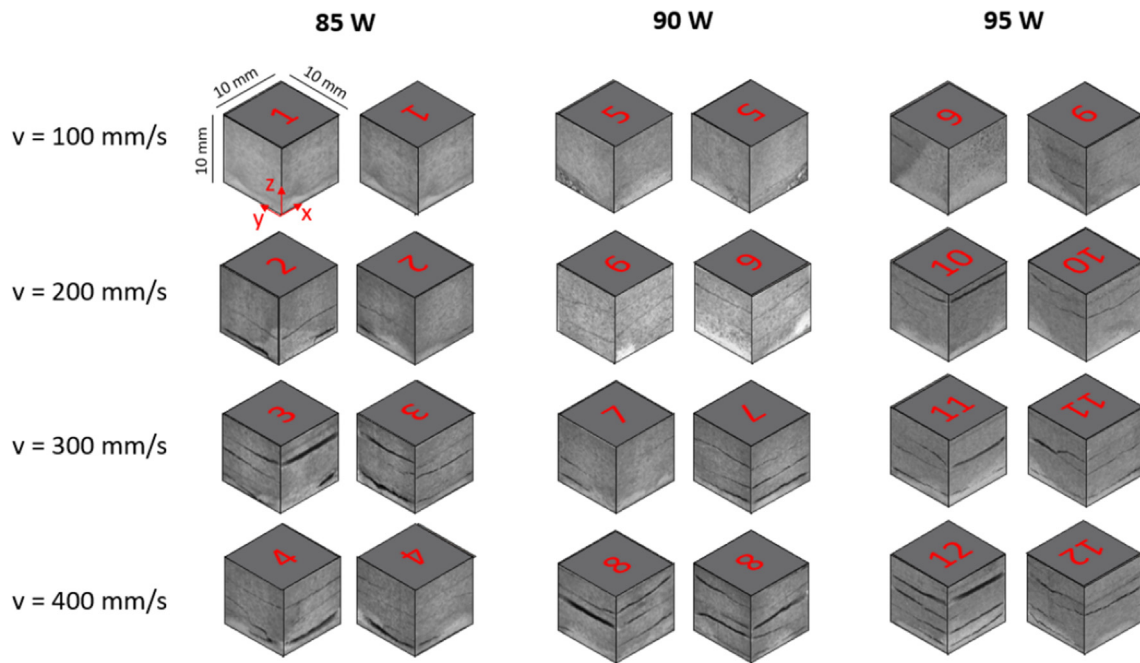 85 W 90 W 95 W
10 mm 10 mm
10 mm
v = 100 mm/s 1 1 5 5 9 9
z
y x
v = 200 mm/s 2 2 6 6 10 10
v = 300 mm/s 3 3 7 7 11 11
v = 400 mm/s 4 4 8 8 12 12